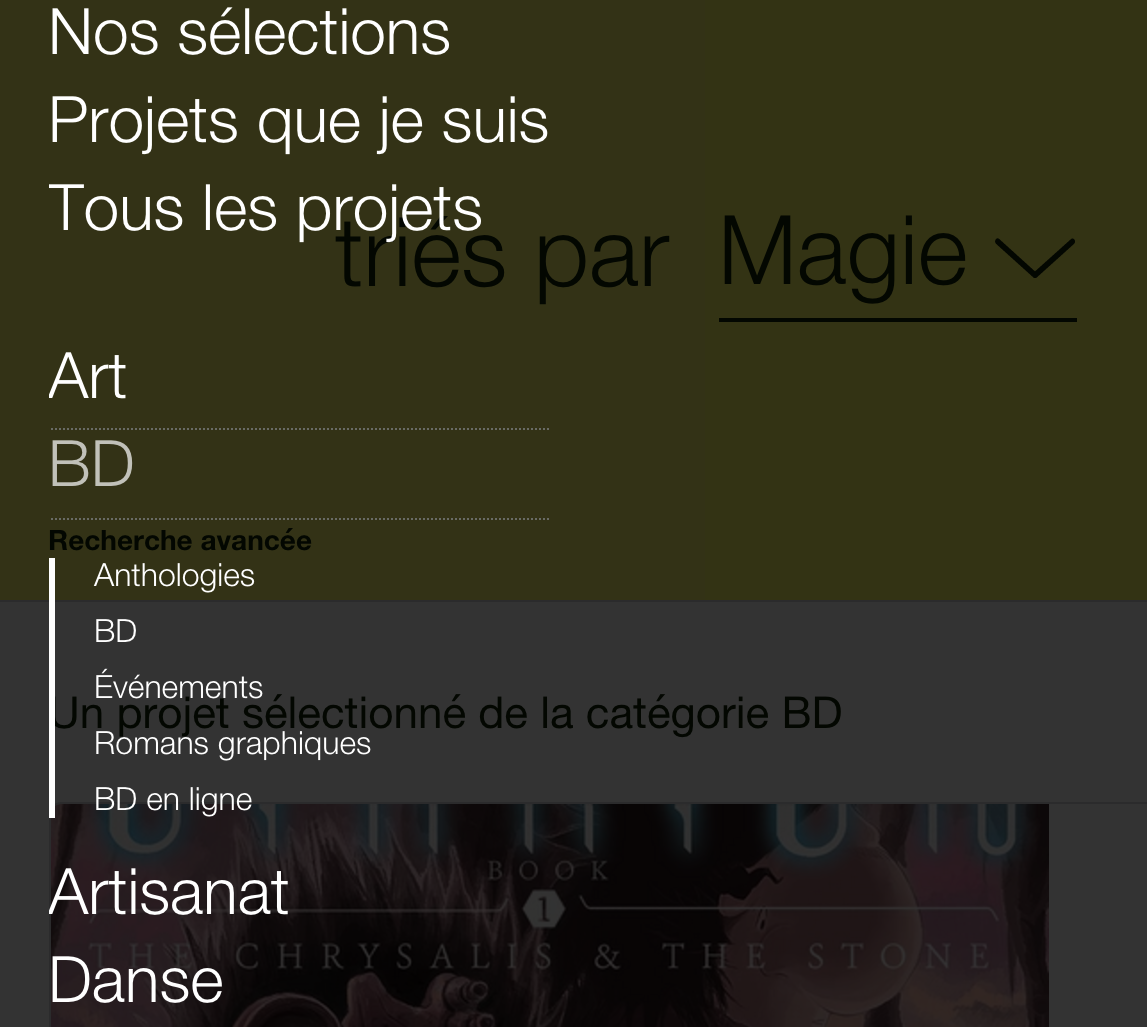 Nos sélections
Projets que je suis
Tous les projets
triés par Magie
Art
BD
Recherche avancée
Anthologies
BD
Événements
Un projet sélectionné de la catégorie BD
Romans graphiques
BD en ligne
BOOK
1
THE CHRYSALIS & THE STONE
Artisanat
Danse